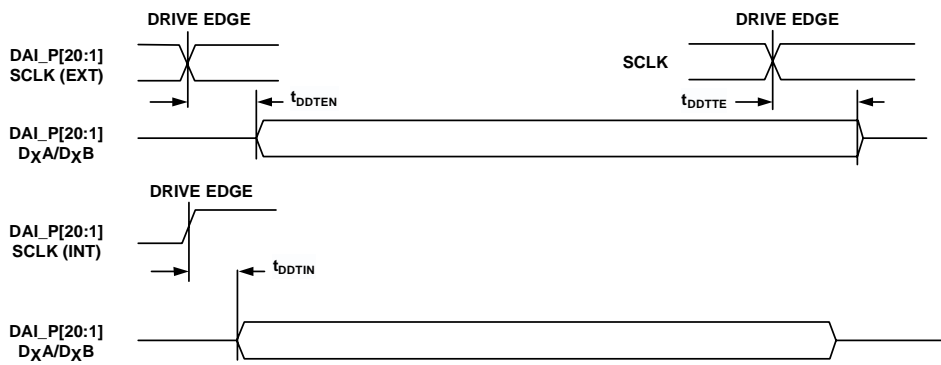 DRIVE EDGE
DRIVE EDGE
DAI_P[20:1]
SCLK (EXT)
SCLK
tDDTEN
tDDTTE
DAI_P[20:1]
DXA/DXB
DRIVE EDGE
DAI_P[20:1]
SCLK (INT)
tDDTIN
DAI_P[20:1]
DXA/DXB